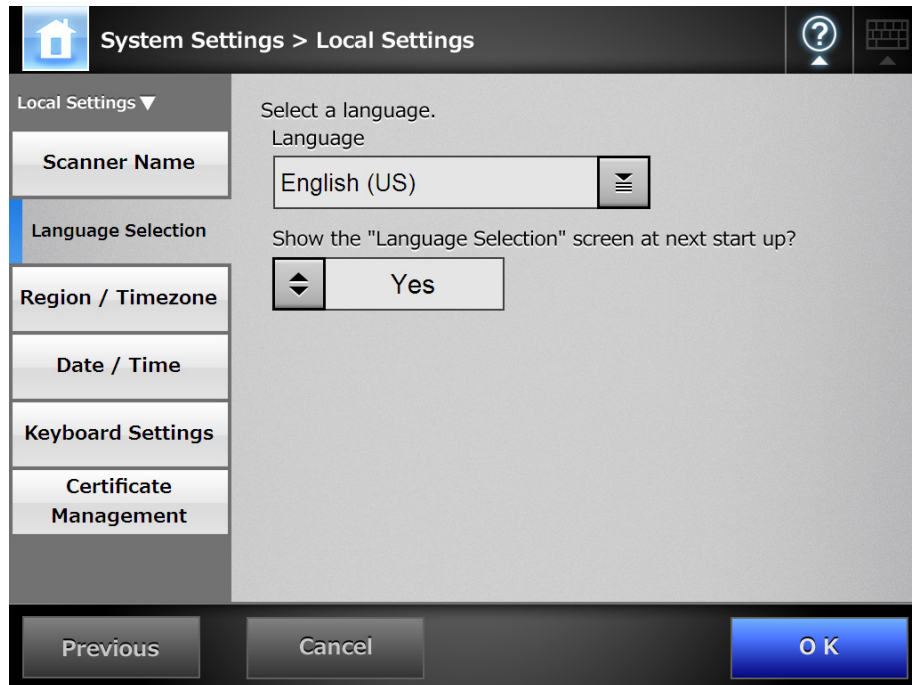 System Settings > Local Settings
Local Settings ▼
Scanner Name
Language Selection
Region / Timezone
Date / Time
Keyboard Settings
Certificate
Management
Select a language.
Language
English (US)
Show the "Language Selection" screen at next start up?
Yes
Previous
Cancel
O K